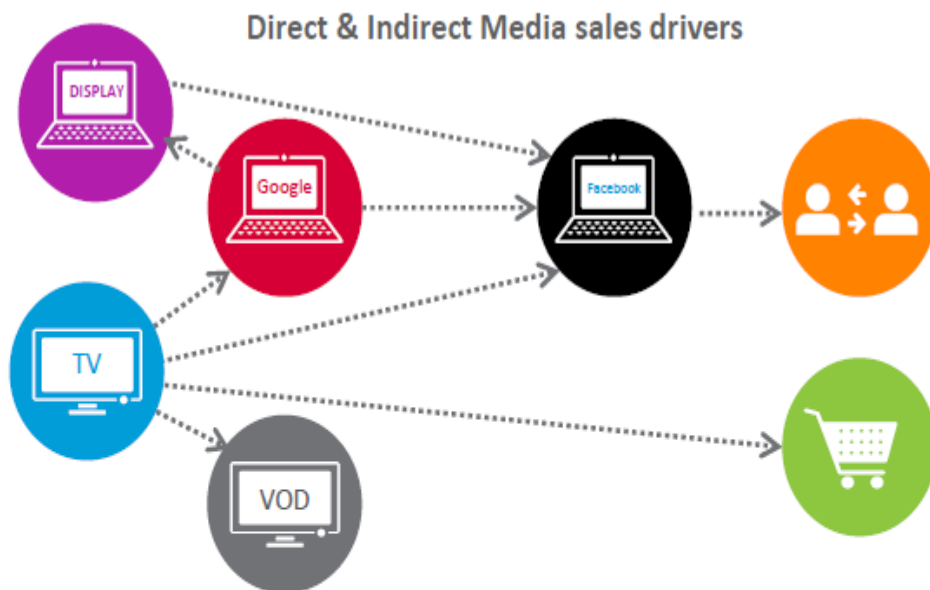 Direct & Indirect Media sales drivers
DISPLAY
Google
Facebook
TV
VOD